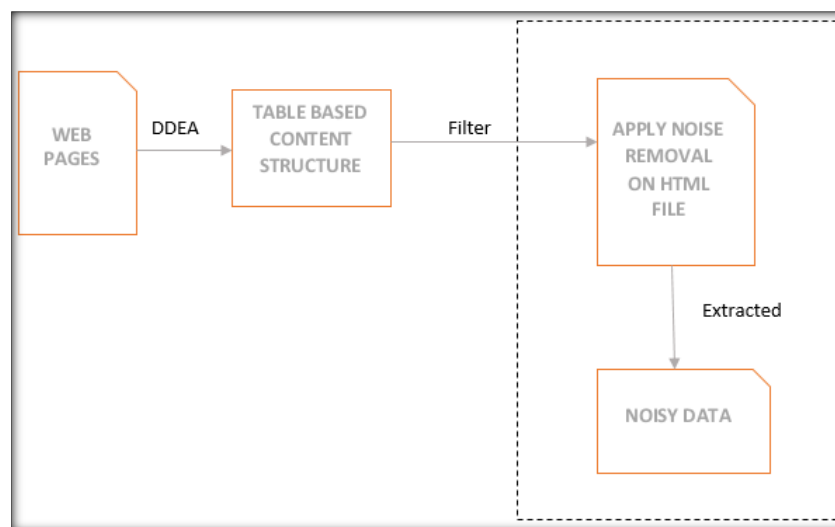 WEB
PAGES
DDEA
TABLE BASED
CONTENT
STRUCTURE
Filter
APPLY NOISE
REMOVAL
ON HTML
FILE
Extracted
NOISY DATA